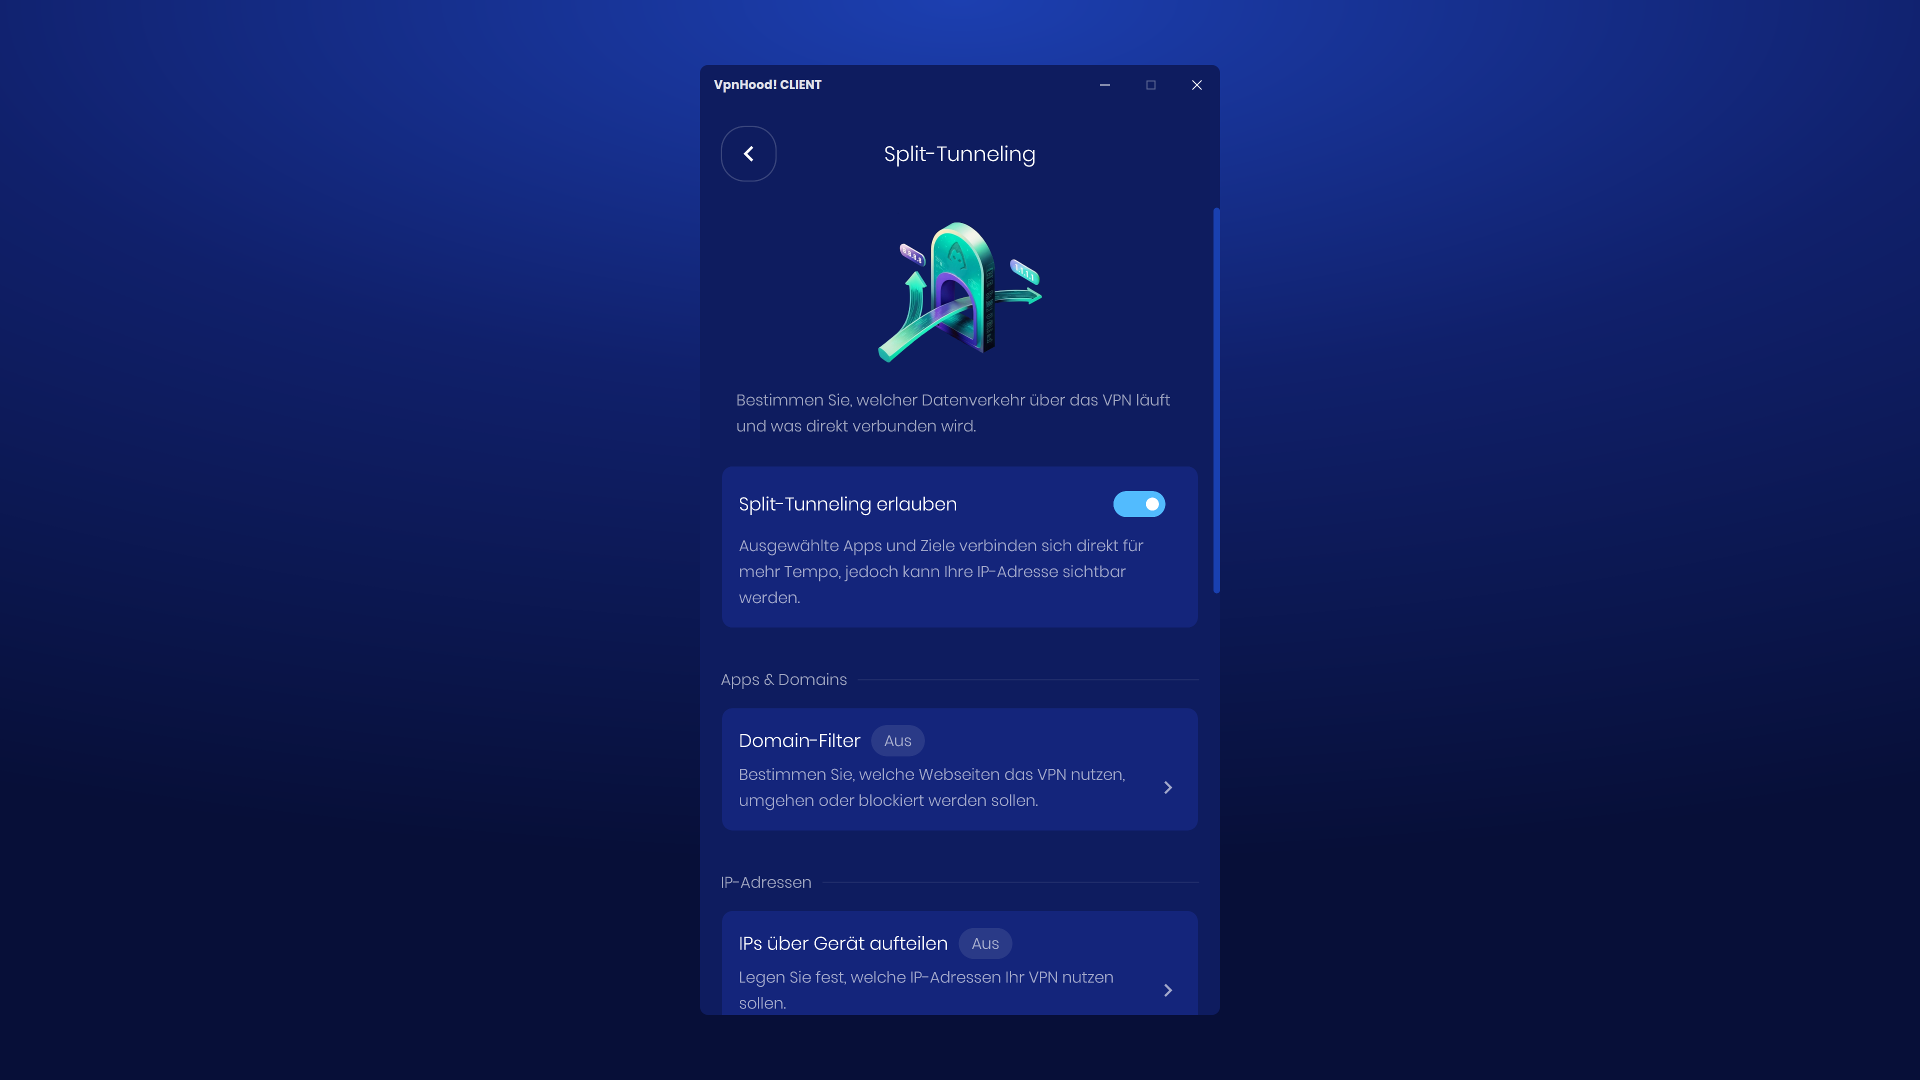 VpnHood! CLIENT
Split-Tunneling
Bestimmen Sie, welcher Datenverkehr über das VPN läuft
und was direkt verbunden wird.
Split-Tunneling erlauben
Ausgewählte Apps und Ziele verbinden sich direkt für
mehr Tempo, jedoch kann Ihre IP-Adresse sichtbar
werden.
Apps & Domains
Domain-Filter Aus
Bestimmen Sie, welche Webseiten das VPN nutzen,
umgehen oder blockiert werden sollen.
IP-Adressen
IPs über Gerät aufteilen Aus
Legen Sie fest, welche IP-Adressen Ihr VPN nutzen
sollen.